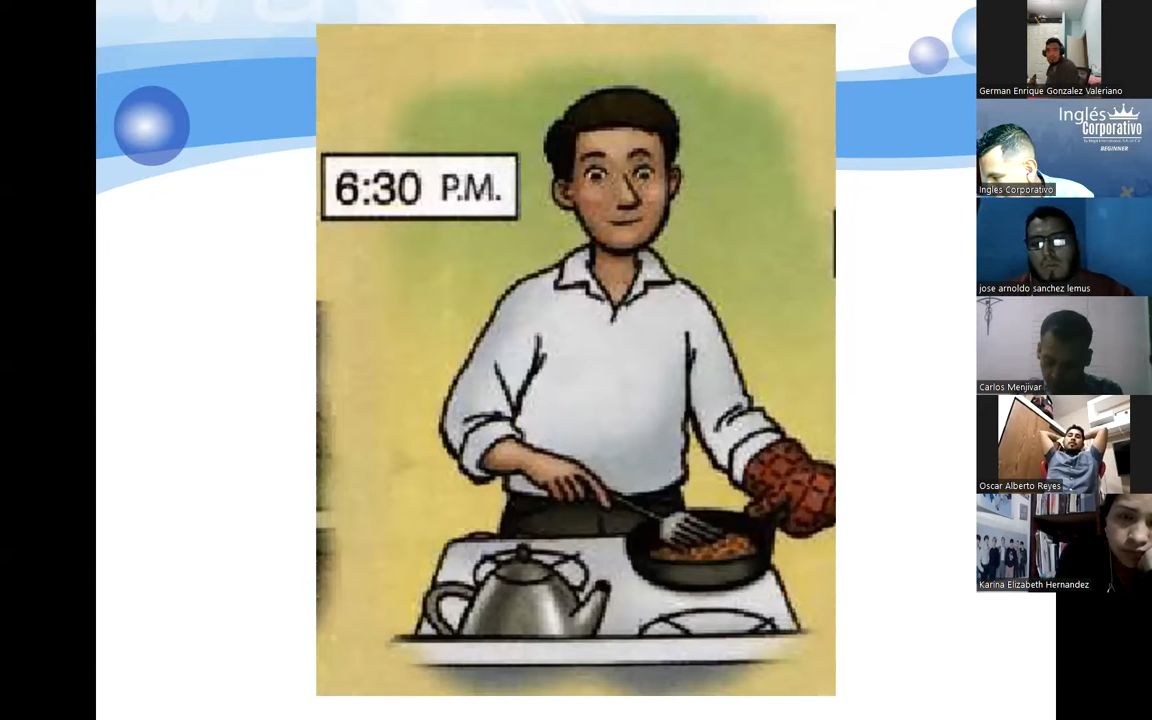 6:30 P.M.
German Enrique Gonzalez Valeriano
Inglés
Corporativo
BEGINNER
Inglés Corporativo
jose arnoldo sanchez lemus
Carlos Menjivar
Oscar Alberto Reyes
Karina Elizabeth Hernandez